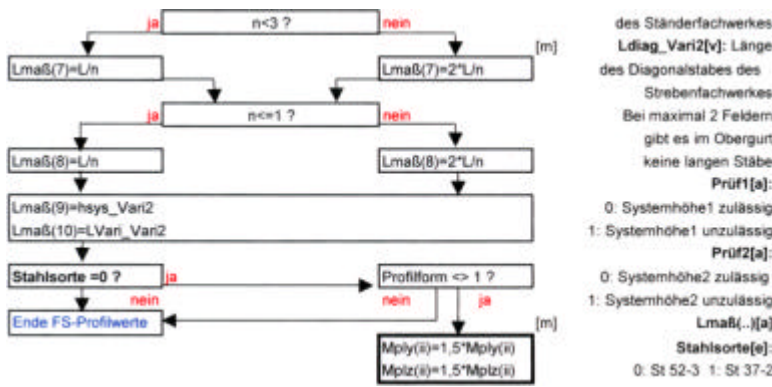 n<3 ?
ja
nein
[m]
Lmaß(7)=L/n
Lmaß(7)=2*L/n
n<=1 ?
ja
nein
Lmaß(8)=L/n
Lmaß(8)=2*L/n
Lmaß(9)=hsys_Vari2
Lmaß(10)=LVari_Vari2
Stahlsorte =0 ?
ja
Profilform <> 1 ?
nein
nein
ja
Ende FS-Profilwerte
[m]
Mply(ii)=1,5*Mply(ii)
Mplz(ii)=1,5*Mplz(ii)
des Ständerfachwerkes
Ldiag_Vari2[v]: Länge
des Diagonalstabes des
Strebenfachwerkes
Bei maximal 2 Feldern
gibt es im Obergurt
keine langen Stäbe
Prüf1[a]:
0: Systemhöhe1 zulässig
1: Systemhöhe1 unzulässig
Prüf2[a]:
0: Systemhöhe2 zulässig
1: Systemhöhe2 unzulässig
Lmaß(..)[a]
Stahlsorte[e]:
0: St 52-3 1: St 37-2